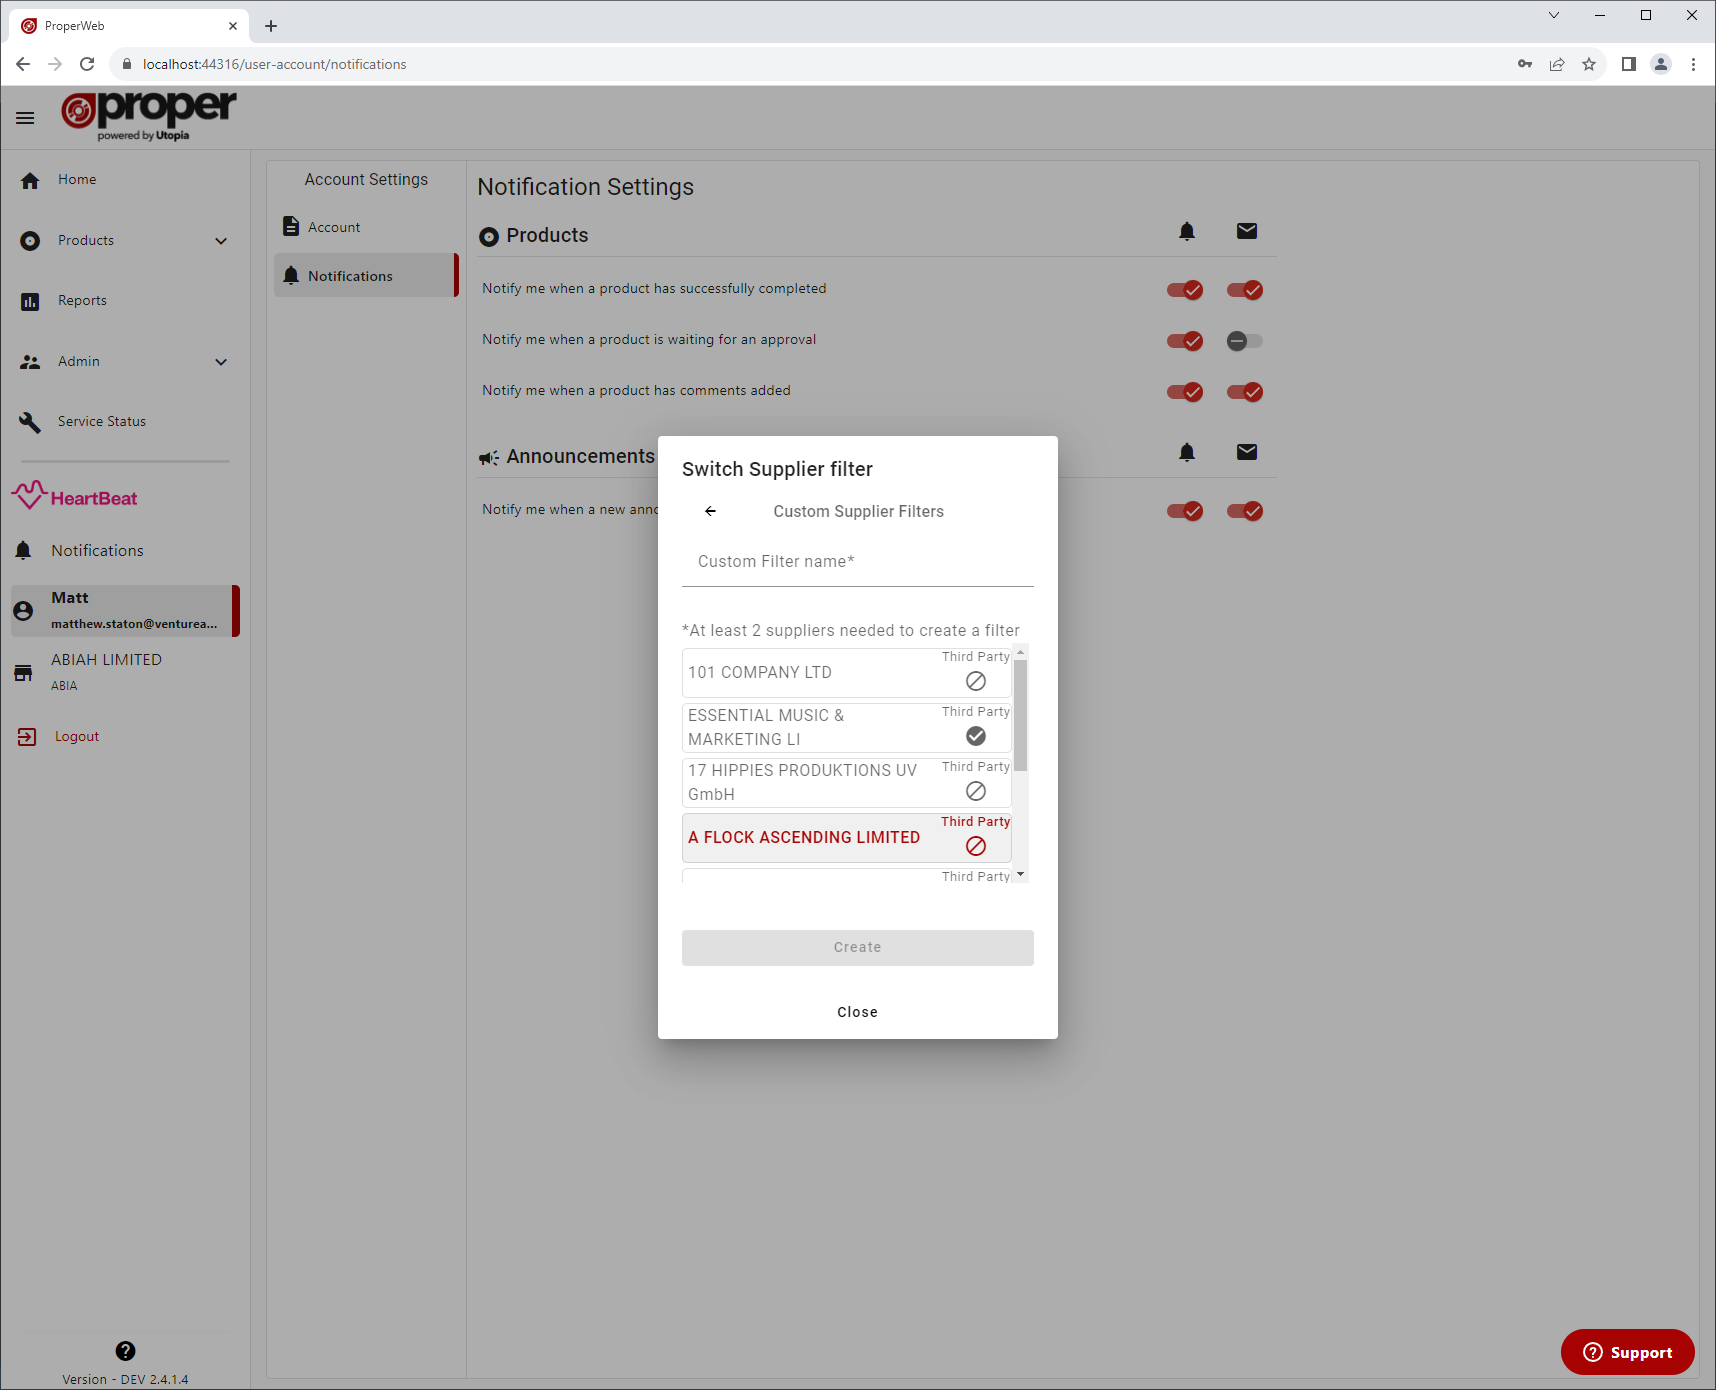 ProperWeb
localhost:44316/user-account/notifications
proper
powered by Utopia
Home
Products
Reports
Admin
Service Status
HeartBeat
Notifications
Matt
matthew.staton@venturea...
ABIAH LIMITED
ABIA
Logout
Version - DEV 2.4.1.4
Account Settings
Account
Notifications
Notification Settings
Products
Notify me when a product has successfully completed
Notify me when a product is waiting for an approval
Notify me when a product has comments added
Announcements
Notify me when a new anno
Switch Supplier filter
Custom Supplier Filters
Custom Filter name*
*At least 2 suppliers needed to create a filter
101 COMPANY LTD
Third Party
ESSENTIAL MUSIC &
MARKETING LI
Third Party
17 HIPPIES PRODUKTIONS UV
GmbH
Third Party
A FLOCK ASCENDING LIMITED
Third Party
Third Party
Create
Close
Support